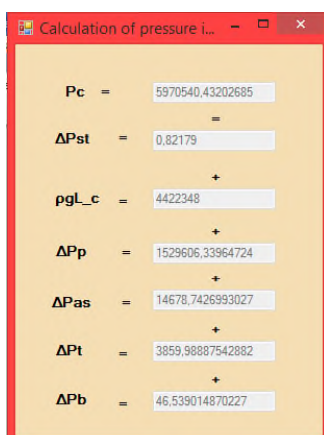 Calculation of pressure i...
Pc = 5970540,43202685
=
ΔPst = 0,82179
+
ρgL_c = 4422348
+
ΔPp = 1529606,33964724
+
ΔPas = 14678,7426993027
+
ΔPt = 3859,98887542882
+
ΔPb = 46,539014870227